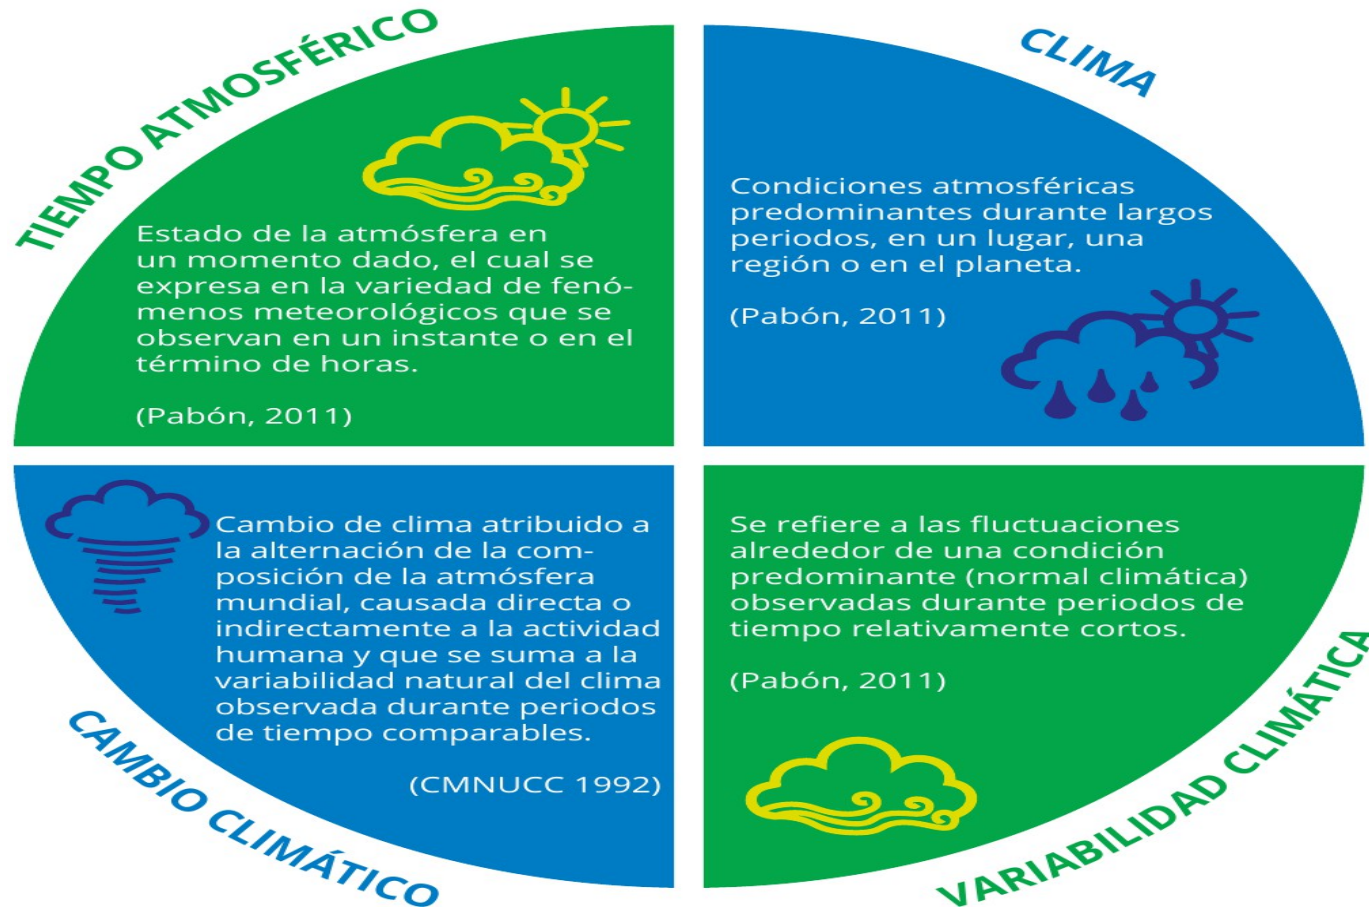 TIEMPO ATMOSFÉRICO
Estado de la atmósfera en
un momento dado, el cual se
expresa en la variedad de fenó-
menos meteorológicos que se
observan en un instante o en el
término de horas.
(Pabón, 2011)
CLIMA
Condiciones atmosféricas
predominantes durante largos
periodos, en un lugar, una
región o en el planeta.
(Pabón, 2011)
Cambio de clima atribuido a
la alternación de la com-
posición de la atmósfera
mundial, causada directa o
indirectamente a la actividad
humana y que se suma a la
variabilidad natural del clima
observada durante periodos
de tiempo comparables.
(CMNUCC 1992)
CAMBIO CLIMÁTICO
Se refiere a las fluctuaciones
alrededor de una condición
predominante (normal climática)
observadas durante periodos de
tiempo relativamente cortos.
(Pabón, 2011)
VARIABILIDAD CLIMÁTICA